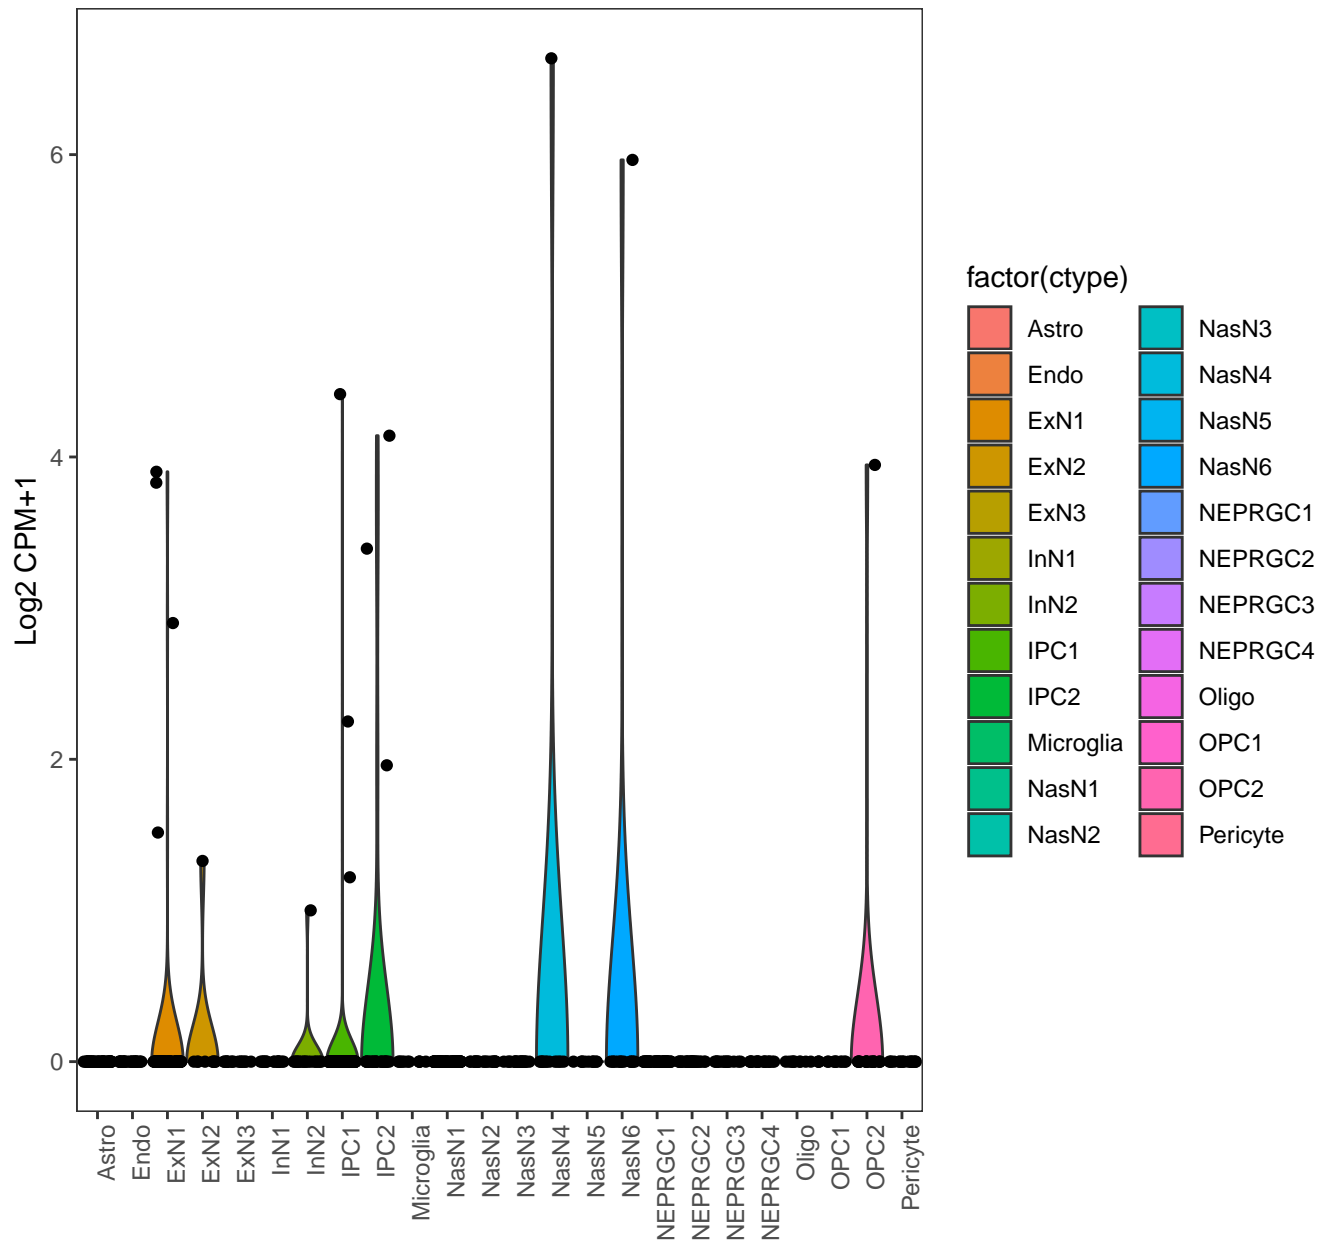 Log2 CPM+1
6
4
2
0
Astro
Endo
ExN1
ExN2
ExN3
InN1
InN2
IPC1
IPC2
Microglia
NasN1
NasN2
NasN3
NasN4
NasN5
NasN6
NEPRGC1
NEPRGC2
NEPRGC3
NEPRGC4
Oligo
OPC1
OPC2
Pericyte
factor(ctype)
Astro
Endo
ExN1
ExN2
ExN3
InN1
InN2
IPC1
IPC2
Microglia
NasN1
NasN2
NasN3
NasN4
NasN5
NasN6
NEPRGC1
NEPRGC2
NEPRGC3
NEPRGC4
Oligo
OPC1
OPC2
Pericyte